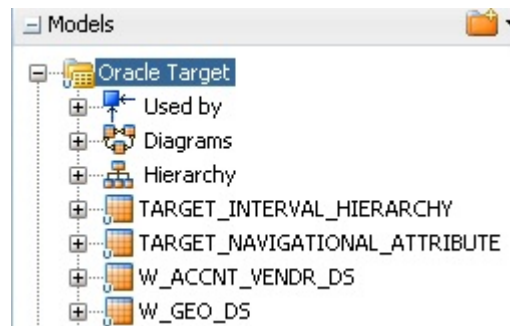 Models
Oracle Target
Used by
Diagrams
Hierarchy
TARGET_INTERVAL_HIERARCHY
TARGET_NAVIGATIONAL_ATTRIBUTE
W_ACCNT_VENDR_DS
W_GEO_DS